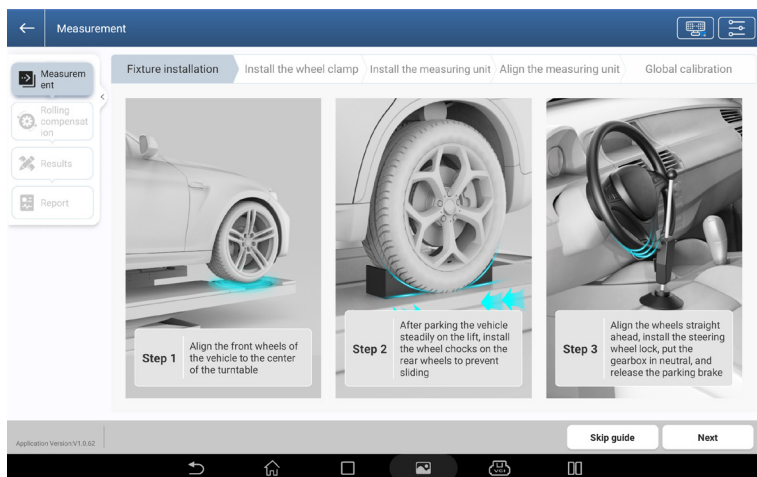 Measurement
Fixture installation
Install the wheel clamp
Install the measuring unit
Align the measuring unit
Global calibration
Measurem
ent
Rolling
compensat
ion
Results
Report
Step 1
Align the front wheels of
the vehicle to the center
of the turntable
Step 2
After parking the vehicle
steadily on the lift, install
the wheel chocks on the
rear wheels to prevent
sliding
Step 3
Align the wheels straight
ahead, install the steering
wheel lock, put the
gearbox in neutral, and
release the parking brake
Application Version:V1.0.62
Skip guide
Next
VCI